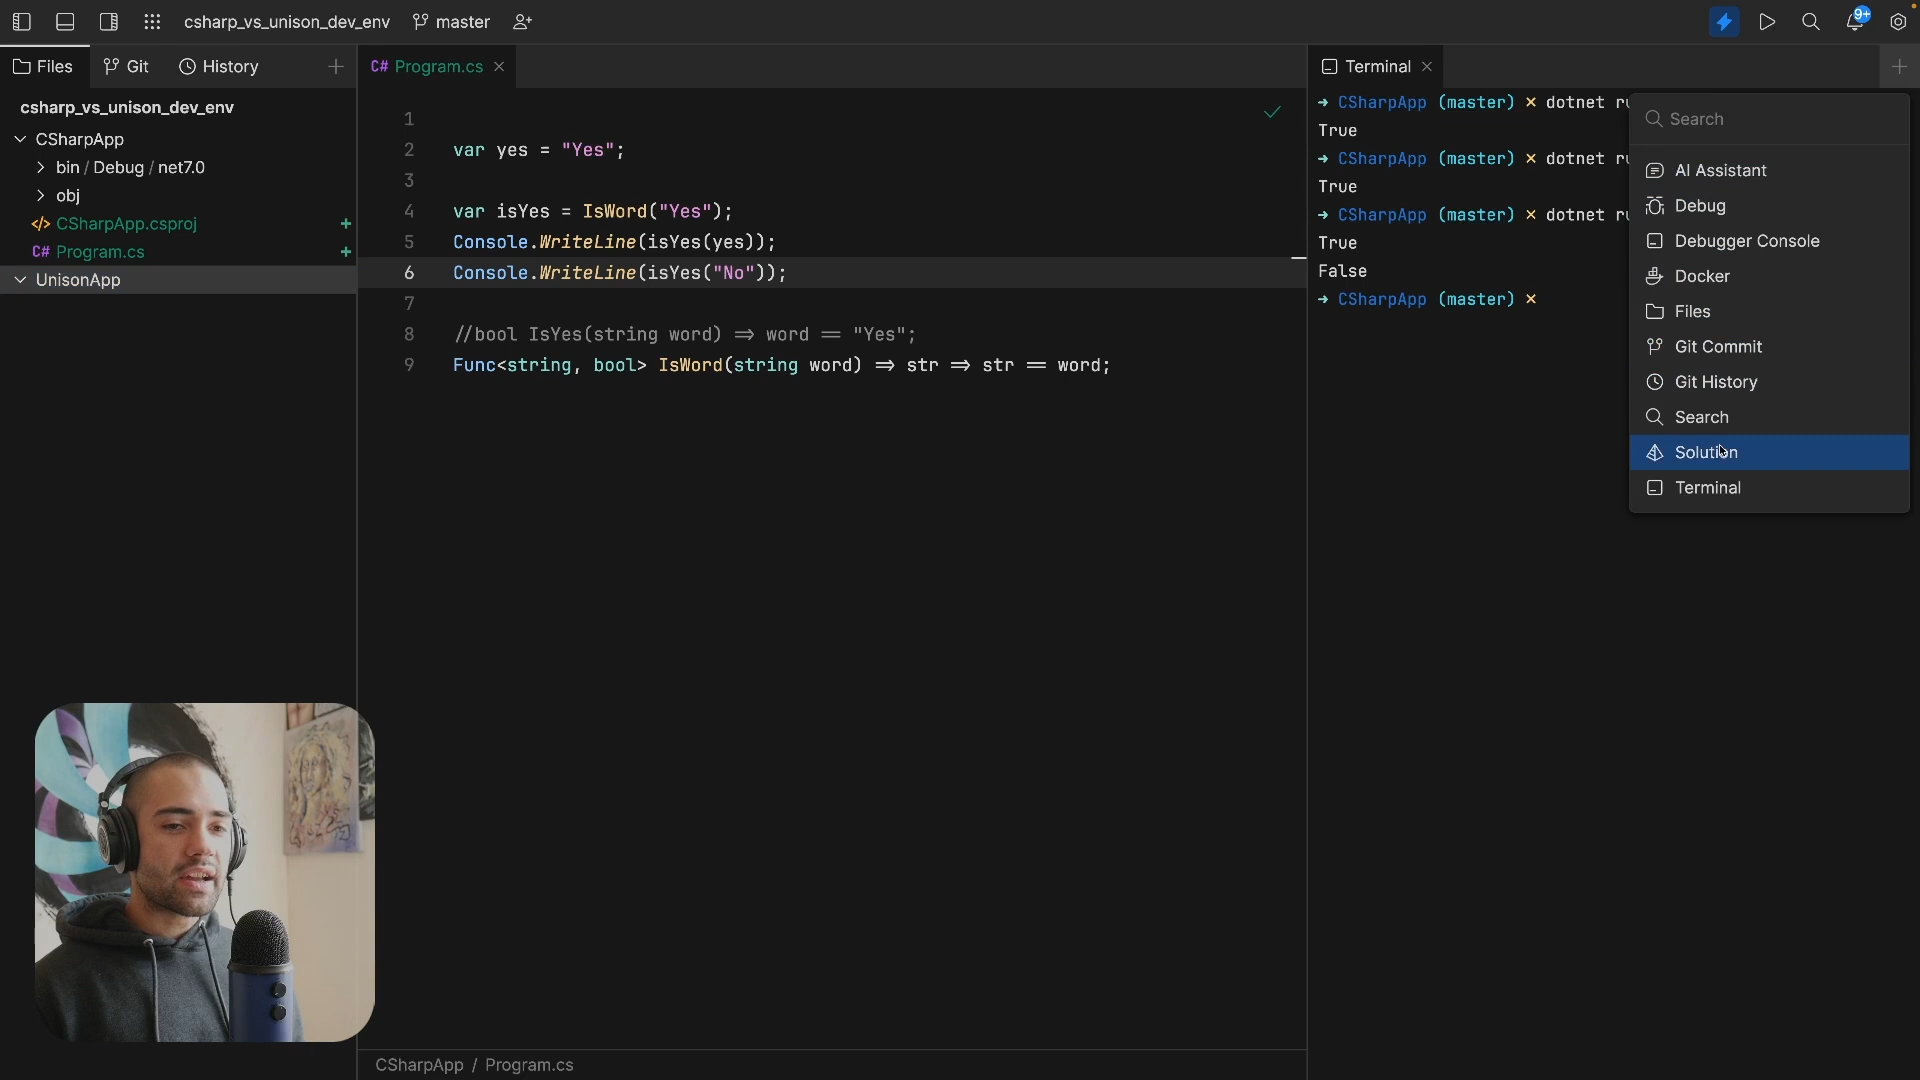 csharp_vs_unison_dev_env master
9+
Files Git History
csharp_vs_unison_dev_env
CSharpApp
bin / Debug / net7.0
obj
</> CSharpApp.csproj +
C# Program.cs +
UnisonApp
C# Program.cs ×
1
2 var yes = "Yes";
3
4 var isYes = IsWord("Yes");
5 Console.WriteLine(isYes(yes));
6 Console.WriteLine(isYes("No"));
7
8 //bool IsYes(string word) => word == "Yes";
9 Func<string, bool> IsWord(string word) => str => str == word;
CSharpApp / Program.cs
Terminal ×
→ CSharpApp (master) × dotnet ru
True
→ CSharpApp (master) × dotnet ru
True
→ CSharpApp (master) × dotnet ru
True
False
→ CSharpApp (master) ×
Search
AI Assistant
Debug
Debugger Console
Docker
Files
Git Commit
Git History
Search
Solution
Terminal